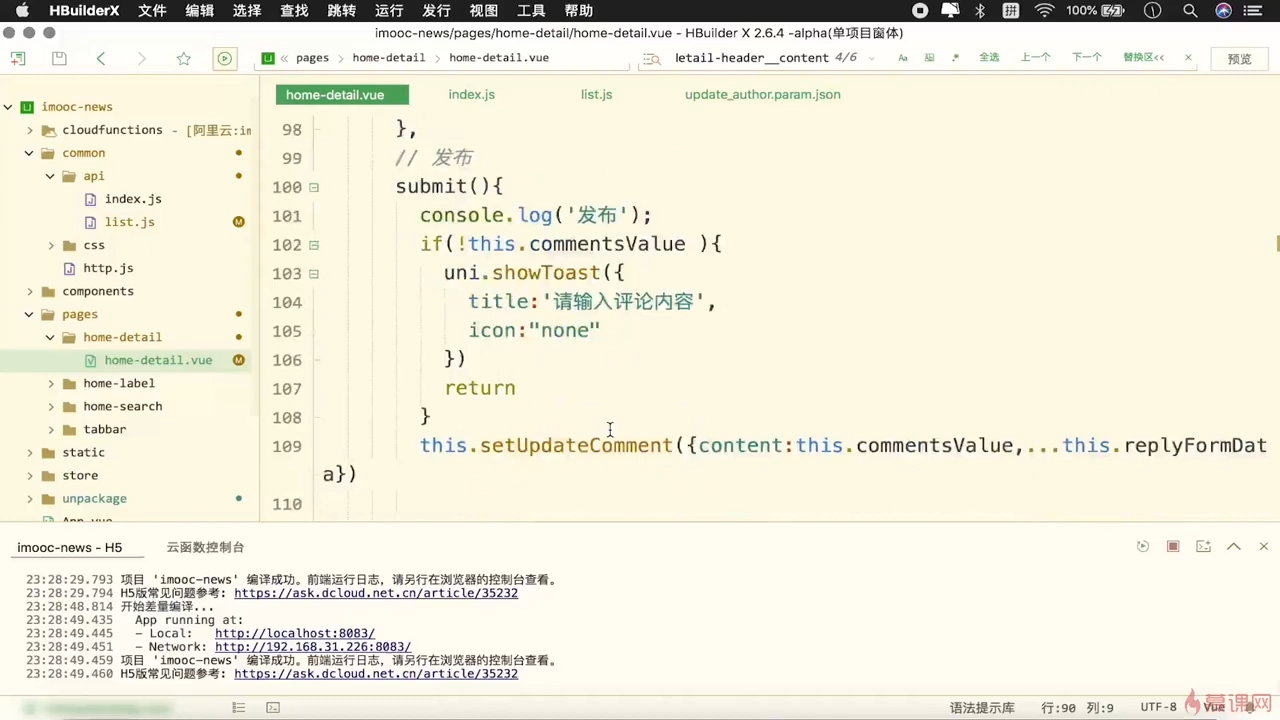 HBuilderX 文件 编辑 选择 查找 跳转 运行 发行 视图 工具 帮助 拼 100%
imooc-news/pages/home-detail/home-detail.vue - HBuilder X 2.6.4 -alpha(单项目窗体)
« pages > home-detail > home-detail.vue letail-header__content 4/6 Aa .* 全选 上一个 下一个 替换区<< × 预览
home-detail.vue index.js list.js update_author.param.json
imooc-news
cloudfunctions - [阿里云:im
common
api
index.js
list.js M
css
http.js
components
pages
home-detail
home-detail.vue M
home-label
home-search
tabbar
static
store
unpackage
App.vue
98 },
99 // 发布
100 submit(){
101 console.log('发布');
102 if(!this.commentsValue ){
103 uni.showToast({
104 title:'请输入评论内容',
105 icon:"none"
106 })
107 return
108 }
109 this.setUpdateComment({content:this.commentsValue,...this.replyFormDat
a})
110
imooc-news - H5 云函数控制台
23:28:29.793 项目 'imooc-news' 编译成功。前端运行日志，请另行在浏览器的控制台查看。
23:28:29.794 H5版常见问题参考: https://ask.dcloud.net.cn/article/35232
23:28:48.814 开始差量编译...
23:28:49.435 App running at:
23:28:49.445 - Local: http://localhost:8083/
23:28:49.451 - Network: http://192.168.31.226:8083/
23:28:49.459 项目 'imooc-news' 编译成功。前端运行日志，请另行在浏览器的控制台查看。
23:28:49.460 H5版常见问题参考: https://ask.dcloud.net.cn/article/35232
语法提示库 行:90 列:9 UTF-8 Vue
慕课网